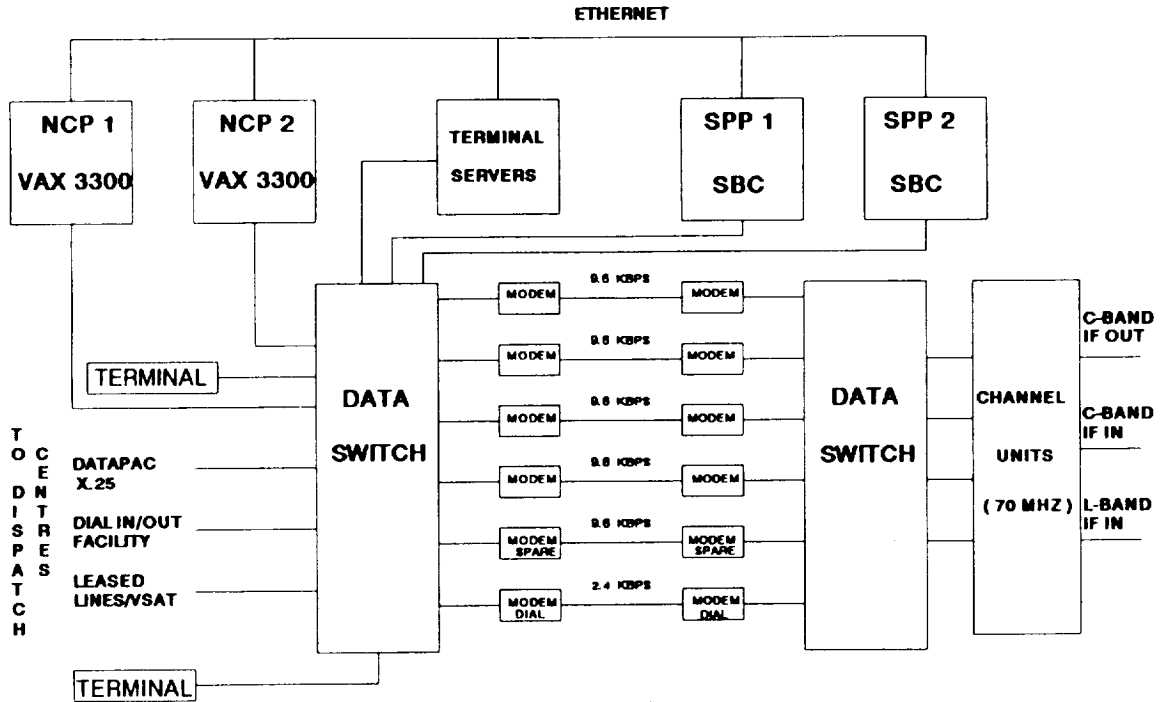 ETHERNET
NCP 1
VAX 3300
NCP 2
VAX 3300
TERMINAL
SERVERS
SPP 1
SBC
SPP 2
SBC
MODEM
9.6 KBPS
MODEM
MODEM
9.6 KBPS
MODEM
MODEM
9.6 KBPS
MODEM
MODEM
9.6 KBPS
MODEM
MODEM
SPARE
9.6 KBPS
MODEM
SPARE
MODEM
DIAL
2.4 KBPS
MODEM
DIAL
TERMINAL
DATA
SWITCH
DATA
SWITCH
CHANNEL
UNITS
( 70 MHZ )
C-BAND
IF OUT
C-BAND
IF IN
L-BAND
IF IN
TO DISPATCH
CENTRES
DATAPAC
X.25
DIAL IN/OUT
FACILITY
LEASED
LINES/VSAT
TERMINAL